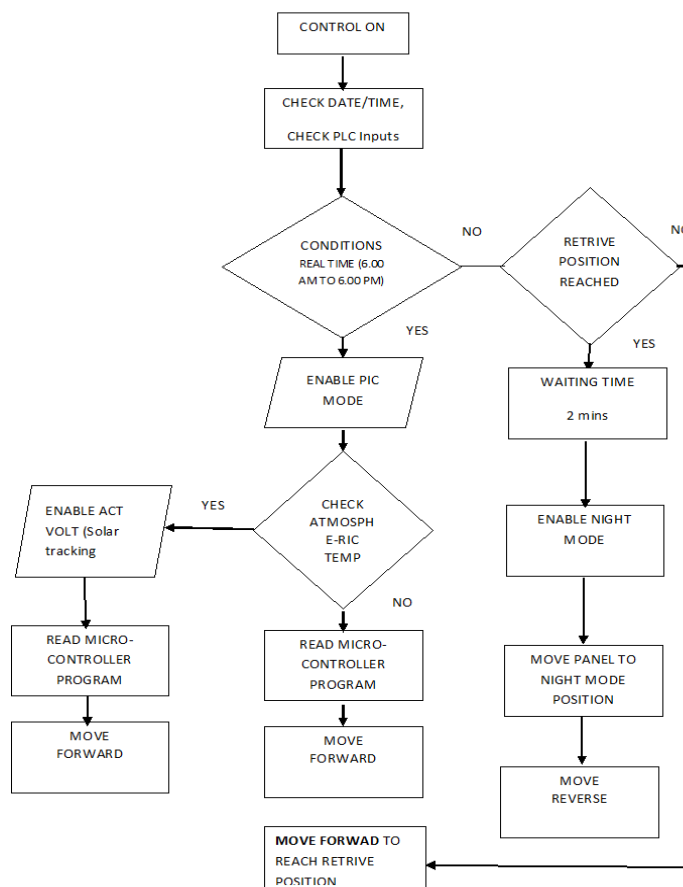 CONTROL ON
CHECK DATE/TIME,
CHECK PLC Inputs
CONDITIONS
REAL TIME (6.00
AM TO 6.00 PM)
NO
RETRIVE
POSITION
REACHED
NO
YES
YES
ENABLE PIC
MODE
WAITING TIME
2 mins
CHECK
ATMOSPH
E-RIC
TEMP
YES
ENABLE ACT
VOLT (Solar
tracking
ENABLE NIGHT
MODE
NO
READ MICRO-
CONTROLLER
PROGRAM
READ MICRO-
CONTROLLER
PROGRAM
MOVE PANEL TO
NIGHT MODE
POSITION
MOVE
FORWARD
MOVE
FORWARD
MOVE
REVERSE
MOVE FORWAD TO
REACH RETRIVE
POSITION